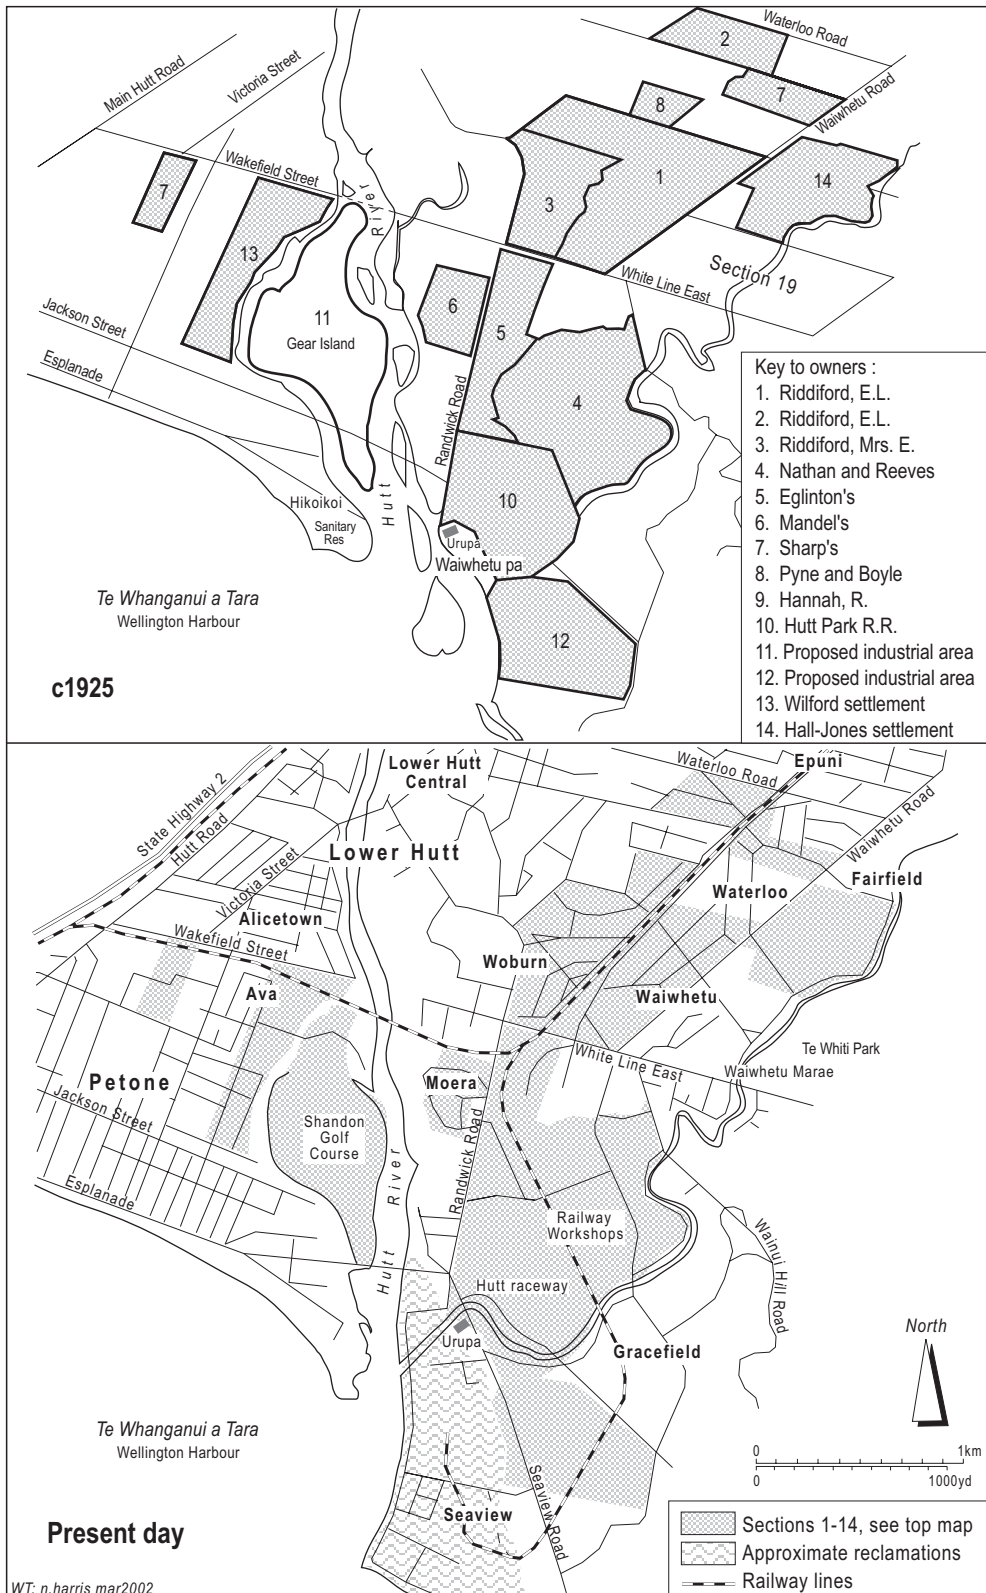 Waterloo Road
2
Main Hutt Road
Victoria Street
7
8
Waiwhetu Road
Wakefield Street
7
River
3
1
14
13
Section 19
White Line East
Jackson Street
11
Gear Island
6
5
Esplanade
Randwick Road
4
Hikoikoi
Sanitary
Res
Hutt
10
Urupa
Waiwhetu pa
Te Whanganui a Tara
Wellington Harbour
12
c1925
Key to owners :
1. Riddiford, E.L.
2. Riddiford, E.L.
3. Riddiford, Mrs. E.
4. Nathan and Reeves
5. Eglinton's
6. Mandel's
7. Sharp's
8. Pyne and Boyle
9. Hannah, R.
10. Hutt Park R.R.
11. Proposed industrial area
12. Proposed industrial area
13. Wilford settlement
14. Hall-Jones settlement
State Highway 2
Hutt Road
Lower Hutt
Central
Waterloo Road
Epuni
Waiwhetu Road
Victoria Street
Lower Hutt
Waterloo
Fairfield
Alicetown
Wakefield Street
Woburn
Ava
Waiwhetu
White Line East
Te Whiti Park
Waiwhetu Marae
Petone
Moera
Jackson Street
Shandon
Golf
Course
Randwick Road
Esplanade
Hutt River
Railway
Workshops
Wainui Hill Road
Hutt raceway
Urupa
Gracefield
North
Te Whanganui a Tara
Wellington Harbour
0 1km
0 1000yd
Seaview Road
Seaview
Present day
Sections 1-14, see top map
Approximate reclamations
Railway lines
WT: n.harris mar2002